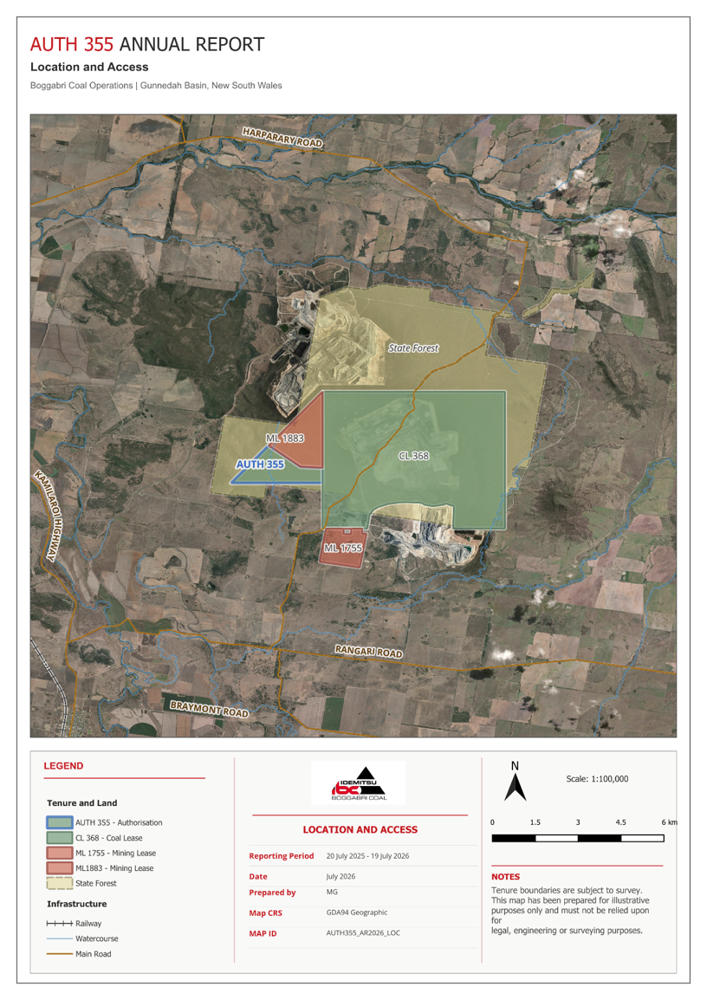 AUTH 355 ANNUAL REPORT
Location and Access
Boggabri Coal Operations | Gunnedah Basin, New South Wales
HARPARARY ROAD
State Forest
ML 1883
CL 368
AUTH 355
KAMILAROI HIGHWAY
ML 1755
RANGARI ROAD
BRAYMONT ROAD
LEGEND
Tenure and Land
AUTH 355 - Authorisation
CL 368 - Coal Lease
ML 1755 - Mining Lease
ML1883 - Mining Lease
State Forest
Infrastructure
Railway
Watercourse
Main Road
IDEMITSU
bc
BOGGABRI COAL
LOCATION AND ACCESS
Reporting Period 20 July 2025 - 19 July 2026
Date July 2026
Prepared by MG
Map CRS GDA94 Geographic
MAP ID AUTH355_AR2026_LOC
N
Scale: 1:100,000
0 1.5 3 4.5 6 km
NOTES
Tenure boundaries are subject to survey.
This map has been prepared for illustrative
purposes only and must not be relied upon
for
legal, engineering or surveying purposes.